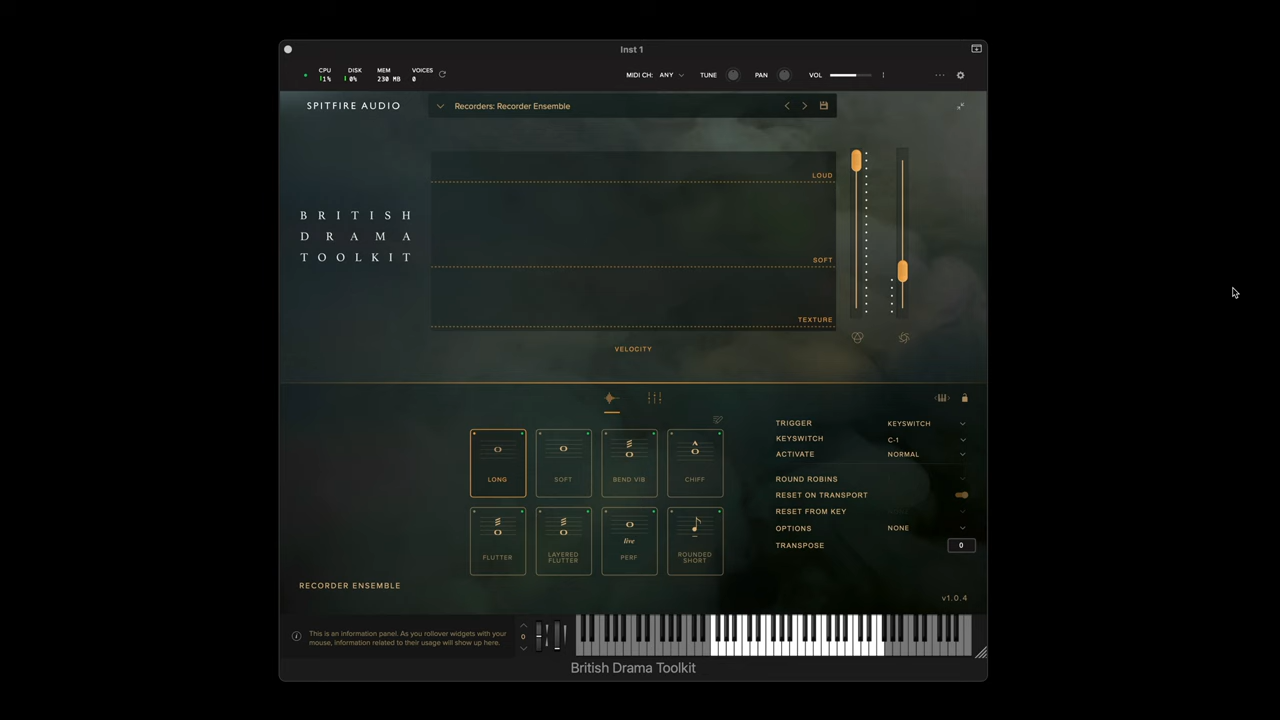 Inst 1
CPU DISK MEM VOICES
1% 0% 230 MB 0
MIDI CH: ANY TUNE PAN VOL
SPITFIRE AUDIO
Recorders: Recorder Ensemble
BRITISH
DRAMA
TOOLKIT
LOUD
SOFT
TEXTURE
VELOCITY
LONG SOFT BEND VIB CHIFF
live
FLUTTER LAYERED FLUTTER PERF ROUNDED SHORT
TRIGGER KEYSWITCH
KEYSWITCH C-1
ACTIVATE NORMAL
ROUND ROBINS
RESET ON TRANSPORT
RESET FROM KEY
OPTIONS NONE
TRANSPOSE 0
RECORDER ENSEMBLE
v1.0.4
This is an information panel. As you rollover widgets with your
mouse, information related to their usage will show up here.
0
British Drama Toolkit